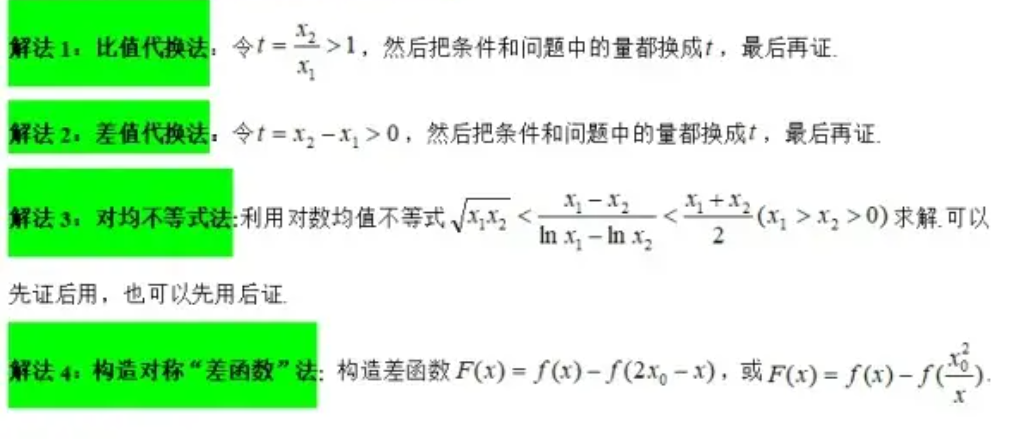 解法 1：比值代换法：令 $t=\frac{x_2}{x_1}>1$，然后把条件和问题中的量都换成$t$，最后再证.
解法 2：差值代换法：令 $t=x_2-x_1>0$，然后把条件和问题中的量都换成$t$，最后再证.
解法 3：对均不等式法:利用对数均值不等式 $\sqrt{x_1x_2}<\frac{x_1-x_2}{\ln x_1-\ln x_2}<\frac{x_1+x_2}{2}(x_1>x_2>0)$ 求解.可以
先证后用，也可以先用后证.
解法 4：构造对称“差函数”法：构造差函数 $F(x)=f(x)-f(2x_0-x)$，或 $F(x)=f(x)-f(\frac{x_0^2}{x})$.